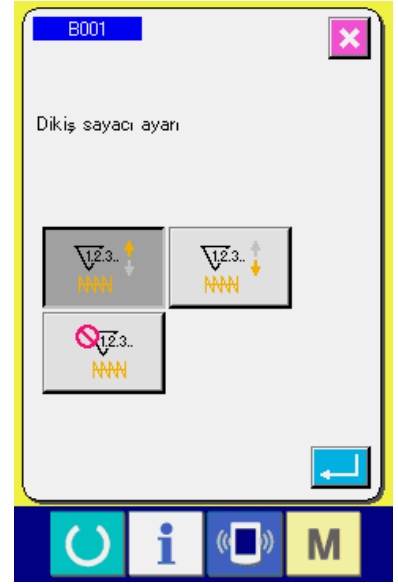 B001
Dikiş sayacı ayarı
1.2.3.. 1.2.3..
1.2.3..
i M